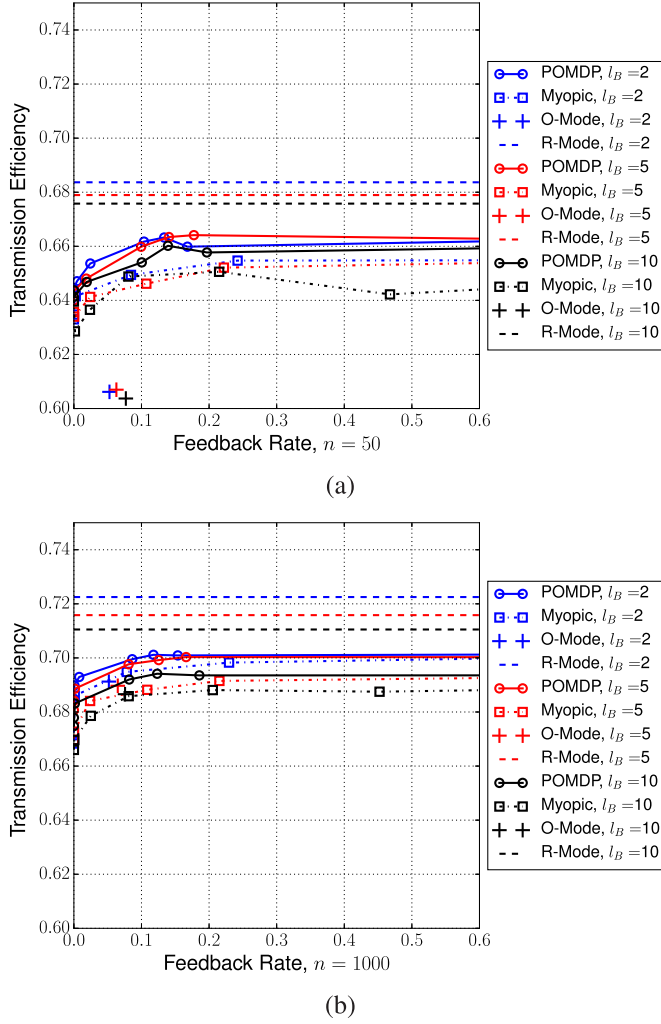 0.74
0.72
0.70
0.68
0.66
0.64
0.62
0.60
Transmission Efficiency
0.0 0.1 0.2 0.3 0.4 0.5 0.6
Feedback Rate, n = 50
POMDP, l_B =2
Myopic, l_B =2
O-Mode, l_B =2
R-Mode, l_B =2
POMDP, l_B =5
Myopic, l_B =5
O-Mode, l_B =5
R-Mode, l_B =5
POMDP, l_B =10
Myopic, l_B =10
O-Mode, l_B =10
R-Mode, l_B =10
(a)
0.74
0.72
0.70
0.68
0.66
0.64
0.62
0.60
Transmission Efficiency
0.0 0.1 0.2 0.3 0.4 0.5 0.6
Feedback Rate, n = 1000
POMDP, l_B =2
Myopic, l_B =2
O-Mode, l_B =2
R-Mode, l_B =2
POMDP, l_B =5
Myopic, l_B =5
O-Mode, l_B =5
R-Mode, l_B =5
POMDP, l_B =10
Myopic, l_B =10
O-Mode, l_B =10
R-Mode, l_B =10
(b)